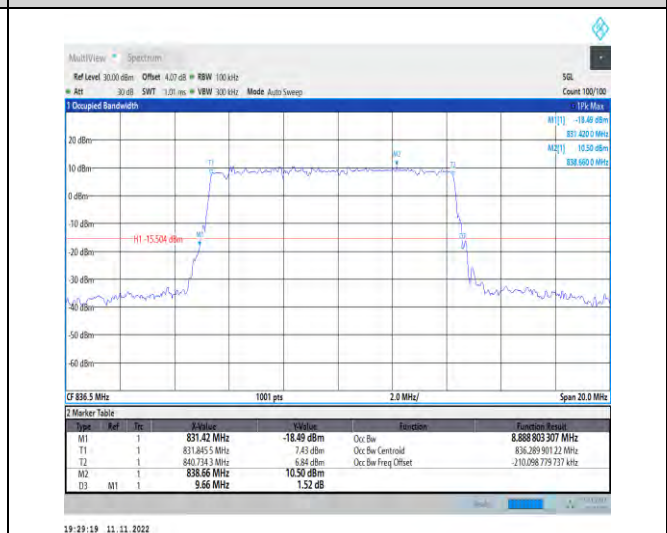 MultiView Spectrum
Ref Level 30.00 dBm Offset 4.07 dB RBW 100 kHz SGL
Att 30 dB SWT 1.01 ms VBW 300 kHz Mode Auto Sweep Count 100/100
1 Occupied Bandwidth 1Pk Max
M1[1] -18.49 dBm
831.4200 MHz
M2[1] 10.50 dBm
838.6600 MHz
20 dBm
10 dBm
0 dBm
-10 dBm
-20 dBm
-30 dBm
-40 dBm
-50 dBm
-60 dBm
T1
M2
T2
M1
D3
H1 -15.504 dBm
CF 836.5 MHz 1001 pts 2.0 MHz/ Span 20.0 MHz
2 Marker Table
Type Ref Trc X-Value Y-Value Function Function Result
M1 1 831.42 MHz -18.49 dBm Occ Bw 8.888 803 307 MHz
T1 1 831.845 5 MHz 7.43 dBm Occ Bw Centroid 836.289 901 22 MHz
T2 1 840.734 3 MHz 6.84 dBm Occ Bw Freq Offset -210.098 779 737 kHz
M2 1 838.66 MHz 10.50 dBm
D3 M1 1 9.66 MHz 1.52 dB
19:29:19 11.11.2022